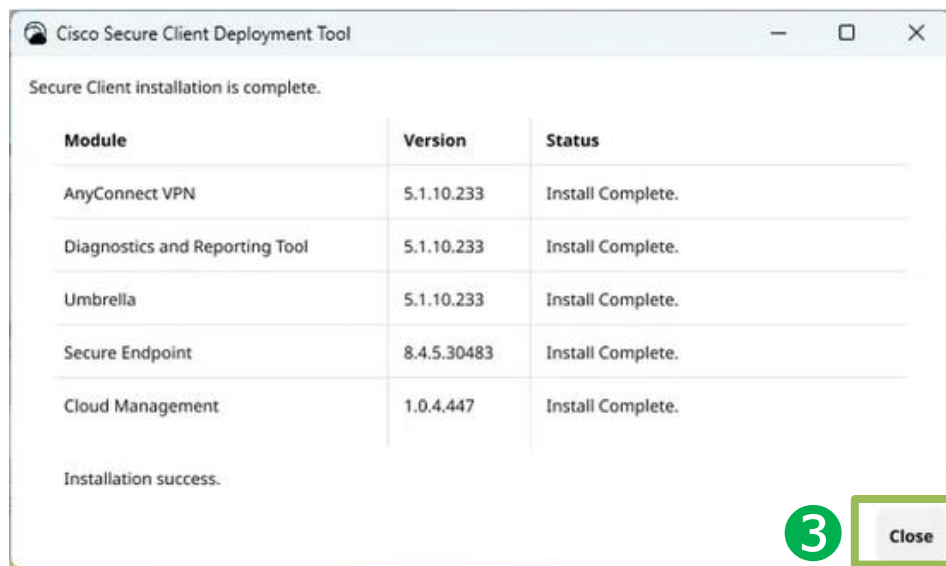 Cisco Secure Client Deployment Tool
Secure Client installation is complete.
Module Version Status
AnyConnect VPN 5.1.10.233 Install Complete.
Diagnostics and Reporting Tool 5.1.10.233 Install Complete.
Umbrella 5.1.10.233 Install Complete.
Secure Endpoint 8.4.5.30483 Install Complete.
Cloud Management 1.0.4.447 Install Complete.
Installation success.
3 Close